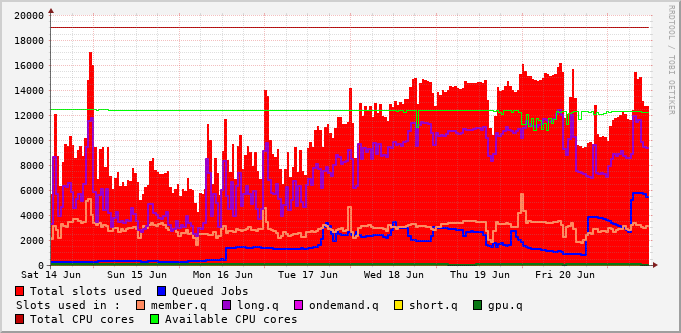 RRDTOOL / TOBI OETIKER
20000
18000
16000
14000
12000
10000
8000
6000
4000
2000
0
Sat 14 Jun Sun 15 Jun Mon 16 Jun Tue 17 Jun Wed 18 Jun Thu 19 Jun Fri 20 Jun
Total slots used Queued Jobs
Slots used in : member.q long.q ondemand.q short.q gpu.q
Total CPU cores Available CPU cores